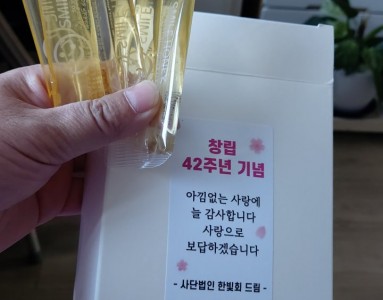 창립
42주년 기념
아낌없는 사랑에
늘 감사합니다
사랑으로
보답하겠습니다
- 사단법인 한빛회 드림 -